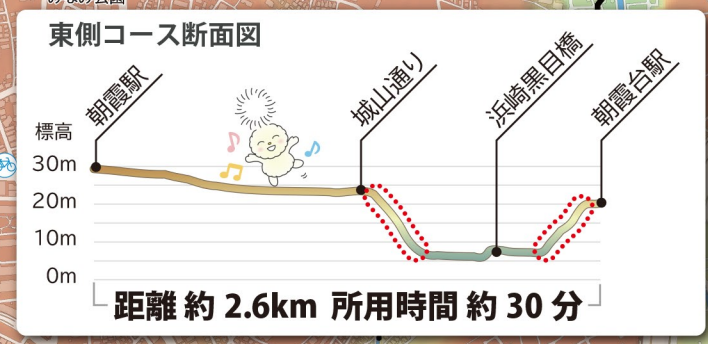 東側コース断面図
朝霞駅
城山通り
浜崎黒目橋
朝霞台駅
標高
30m
20m
10m
0m
距離 約 2.6km 所用時間 約 30 分